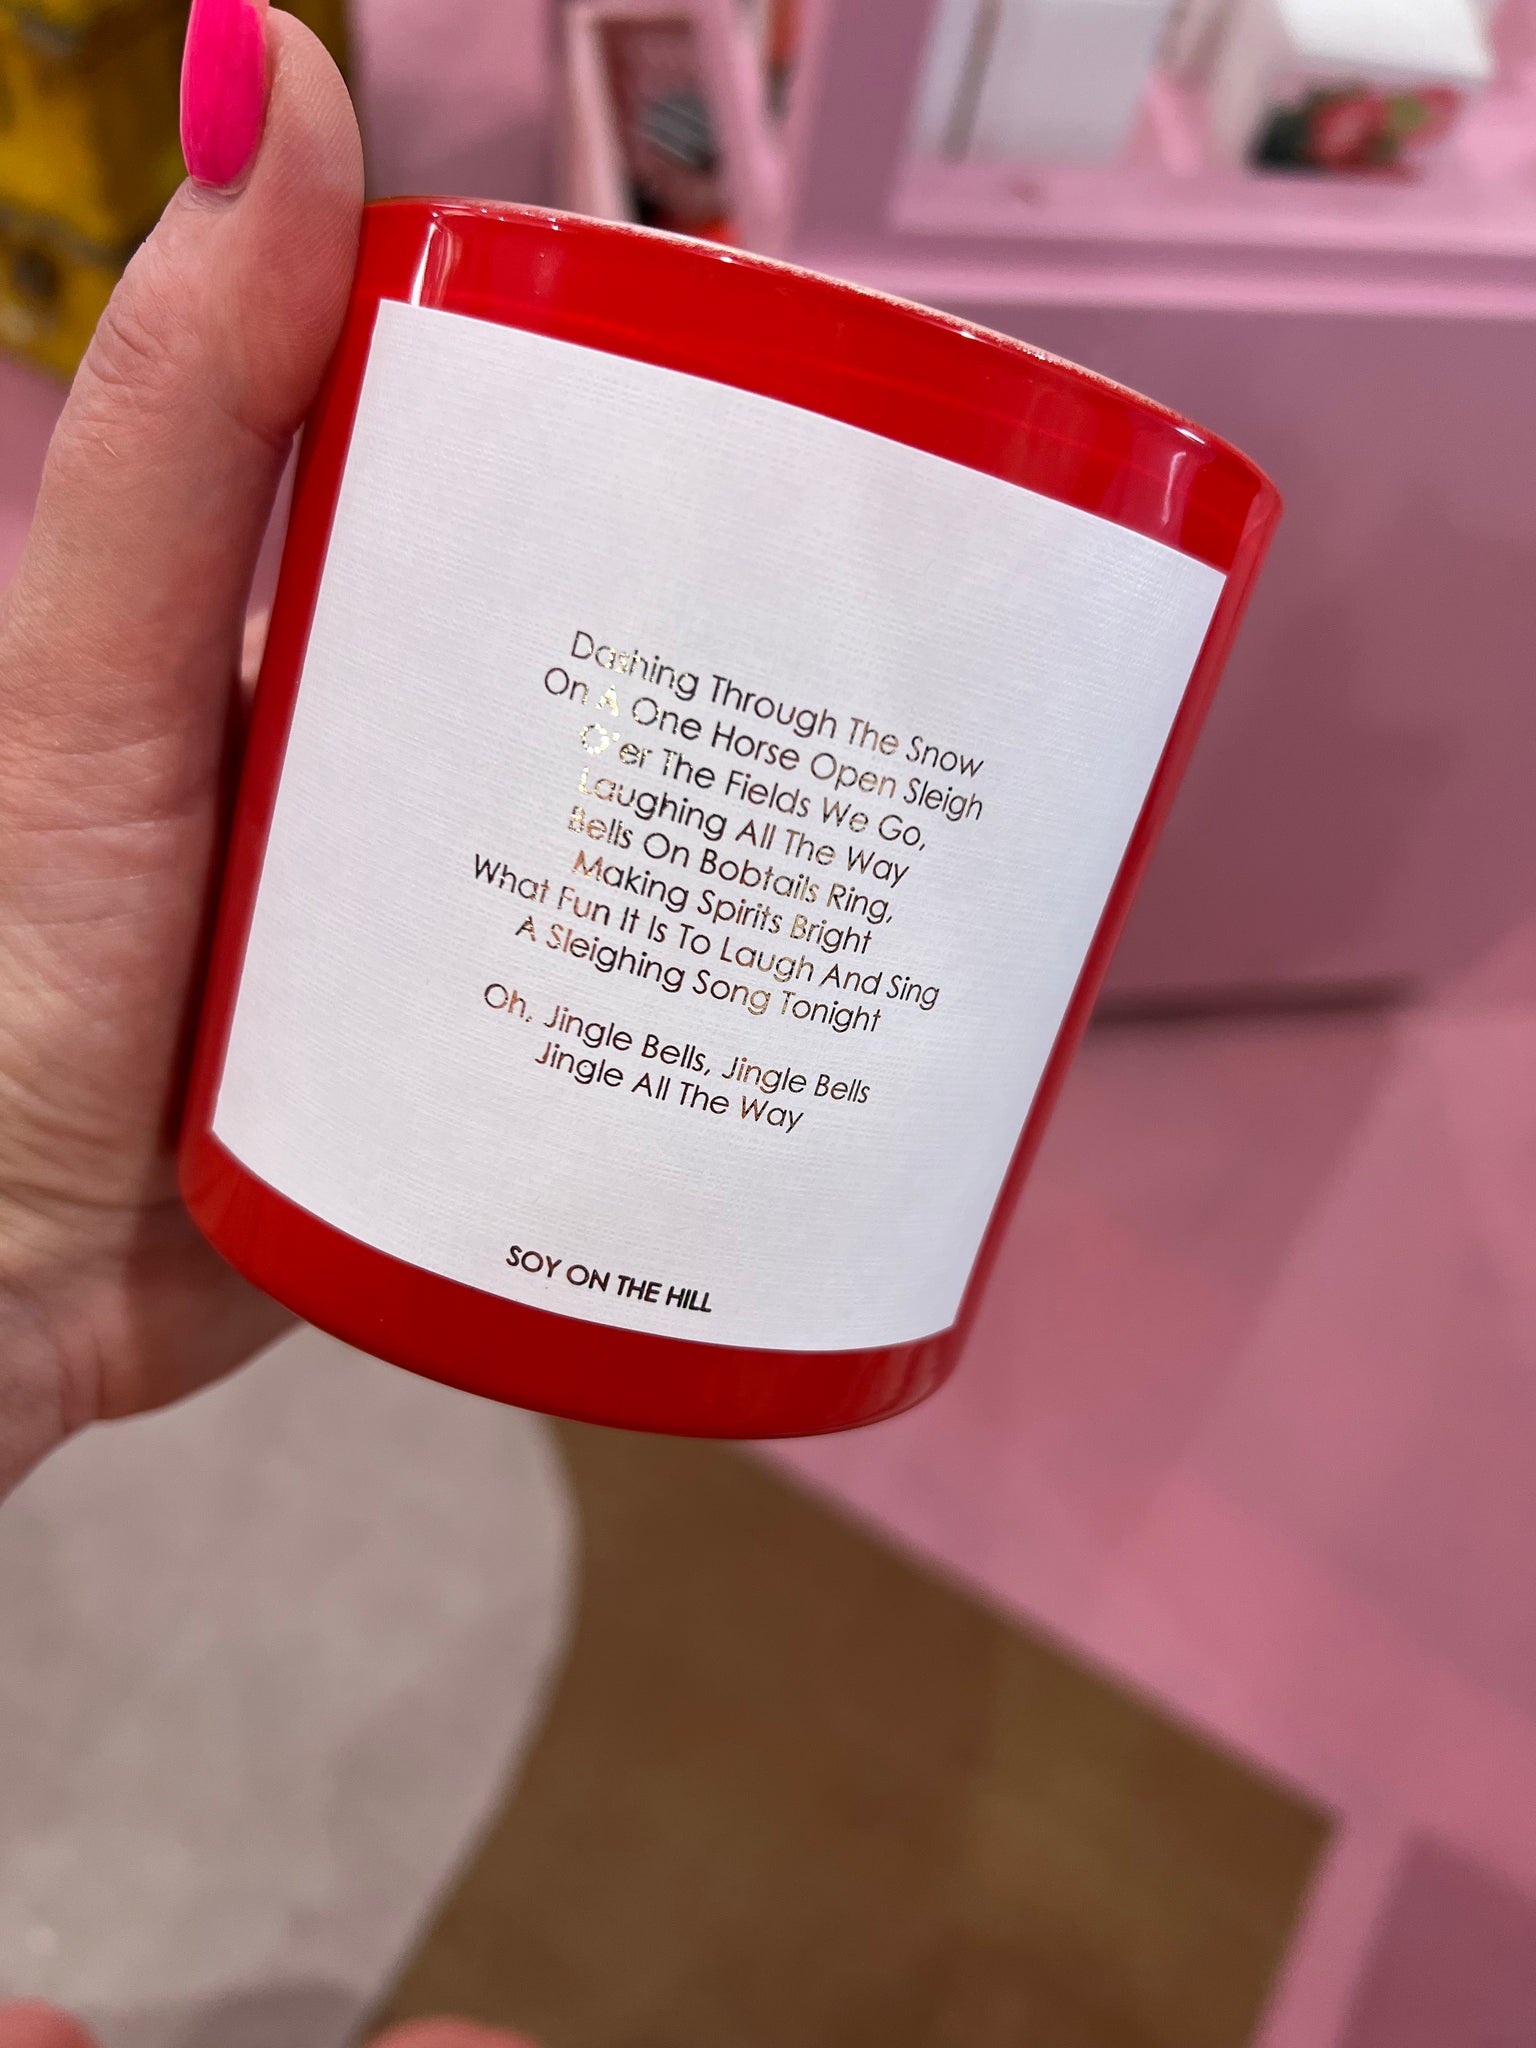 Dashing Through The Snow
On A One Horse Open Sleigh
O'er The Fields We Go,
Laughing All The Way
Bells On Bobtails Ring,
Making Spirits Bright
What Fun It Is To Laugh And Sing
A Sleighing Song Tonight
Oh, Jingle Bells, Jingle Bells
Jingle All The Way
SOY ON THE HILL